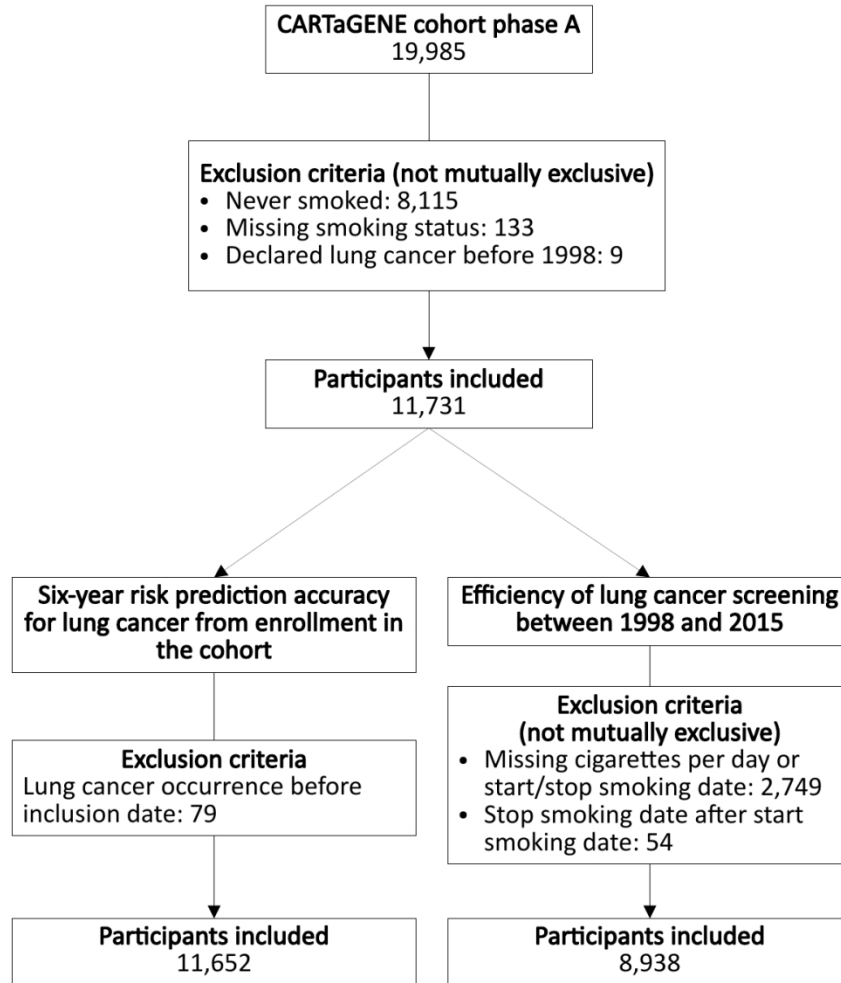 CARTaGENE cohort phase A
19,985
Exclusion criteria (not mutually exclusive)
• Never smoked: 8,115
• Missing smoking status: 133
• Declared lung cancer before 1998: 9
Participants included
11,731
Six-year risk prediction accuracy
for lung cancer from enrollment in
the cohort
Exclusion criteria
Lung cancer occurrence before
inclusion date: 79
Participants included
11,652
Efficiency of lung cancer screening
between 1998 and 2015
Exclusion criteria
(not mutually exclusive)
• Missing cigarettes per day or
start/stop smoking date: 2,749
• Stop smoking date after start
smoking date: 54
Participants included
8,938